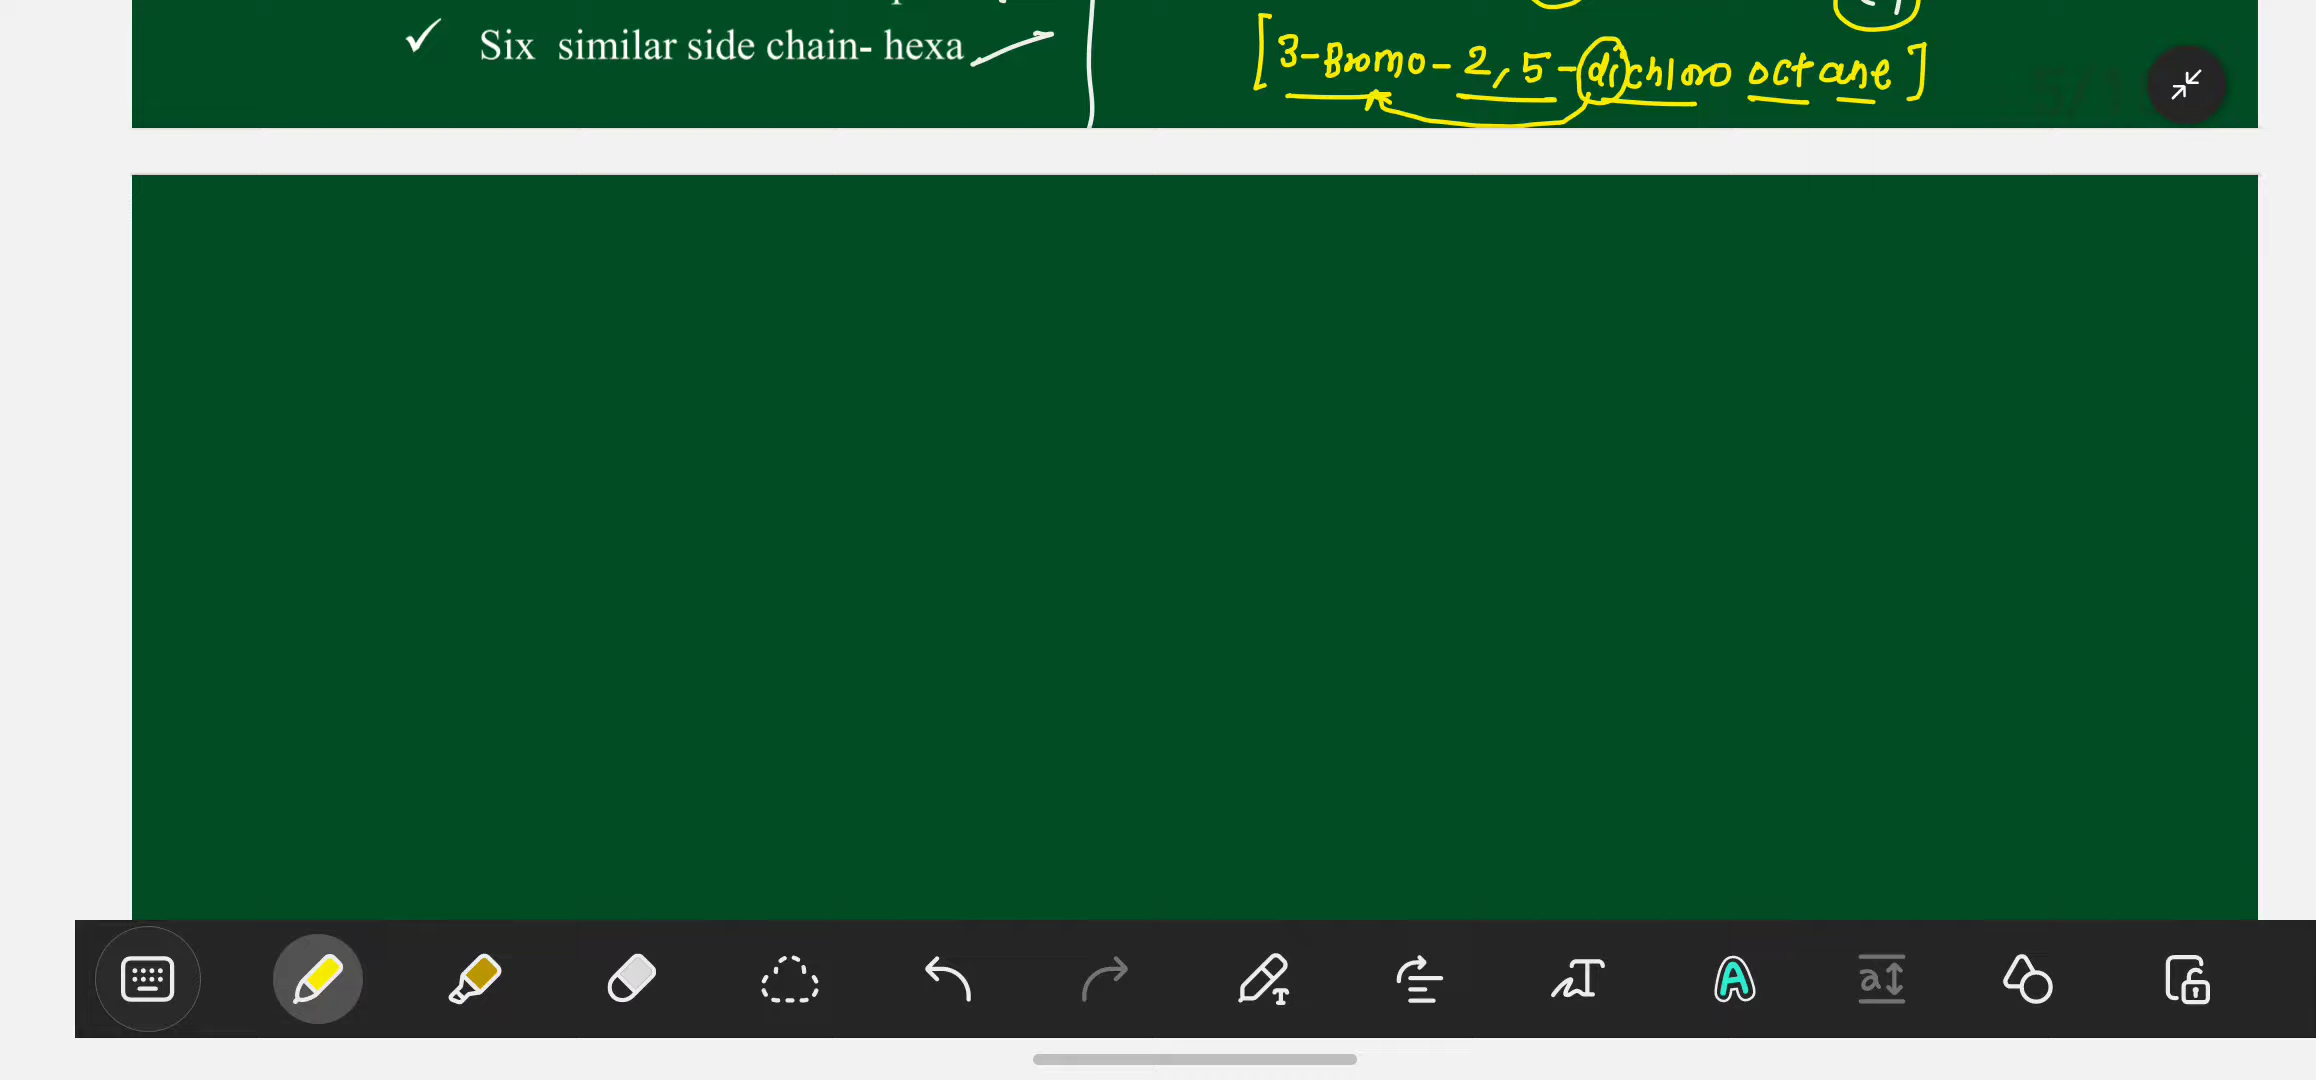 ✓ Six similar side chain- hexa
[3-Bromo-2,5-dichloro octane]